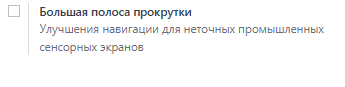 Большая полоса прокрутки
Улучшения навигации для неточных промышленных
сенсорных экранов